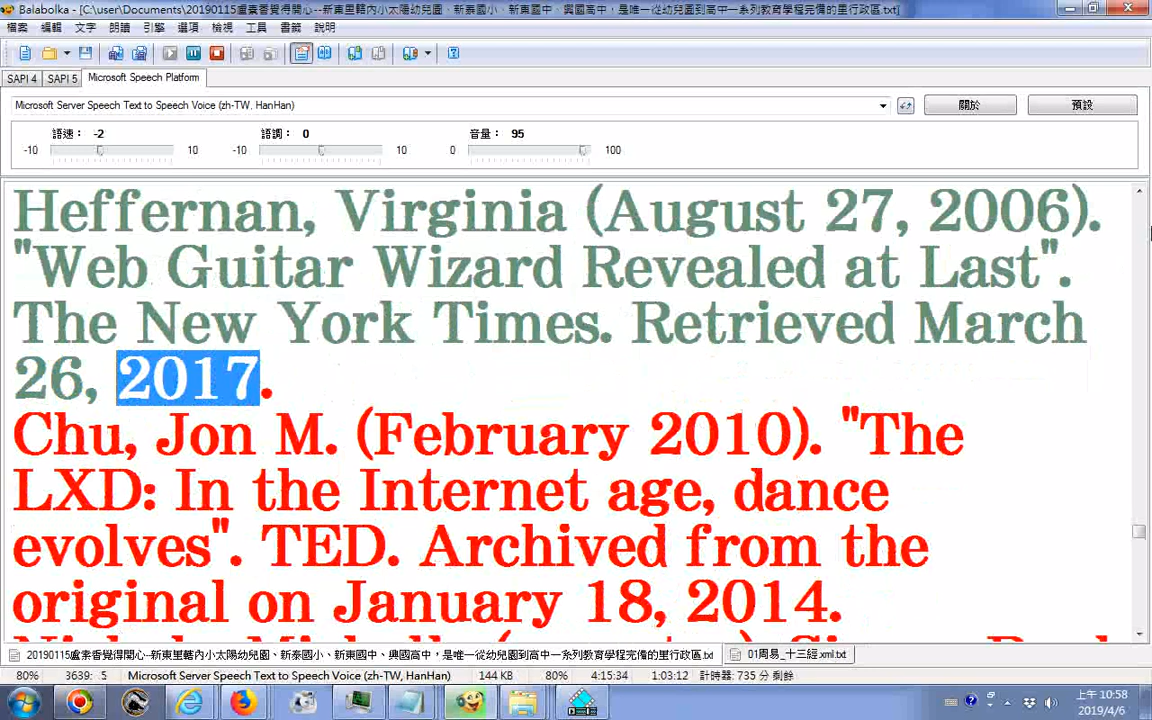 Balabolka - [C:\user\Documents\20190115盧素香覺得開心--新東里轄內小太陽幼兒園、新泰國小、新東國中、興國高中，是唯一從幼兒園到高中一系列教育學程完備的里行政區.txt]
檔案 編輯 文字 朗讀 引擎 選項 檢視 工具 書籤 說明
SAPI 4 SAPI 5 Microsoft Speech Platform
Microsoft Server Speech Text to Speech Voice (zh-TW, HanHan) 關於 預設
語速： -2 語調： 0 音量： 95
-10 10 -10 10 0 100
Heffernan, Virginia (August 27, 2006).
"Web Guitar Wizard Revealed at Last".
The New York Times. Retrieved March
26, 2017.
Chu, Jon M. (February 2010). "The
LXD: In the Internet age, dance
evolves". TED. Archived from the
original on January 18, 2014.
20190115盧素香覺得開心--新東里轄內小太陽幼兒園、新泰國小、新東國中、興國高中，是唯一從幼兒園到高中一系列教育學程完備的里行政區.txt 01周易_十三經.xml.txt
80% 3639: 5 Microsoft Server Speech Text to Speech Voice (zh-TW, HanHan) 144 KB 80% 4:15:34 1:03:12 計時器：735 分 剩餘
上午 10:58
2019/4/6